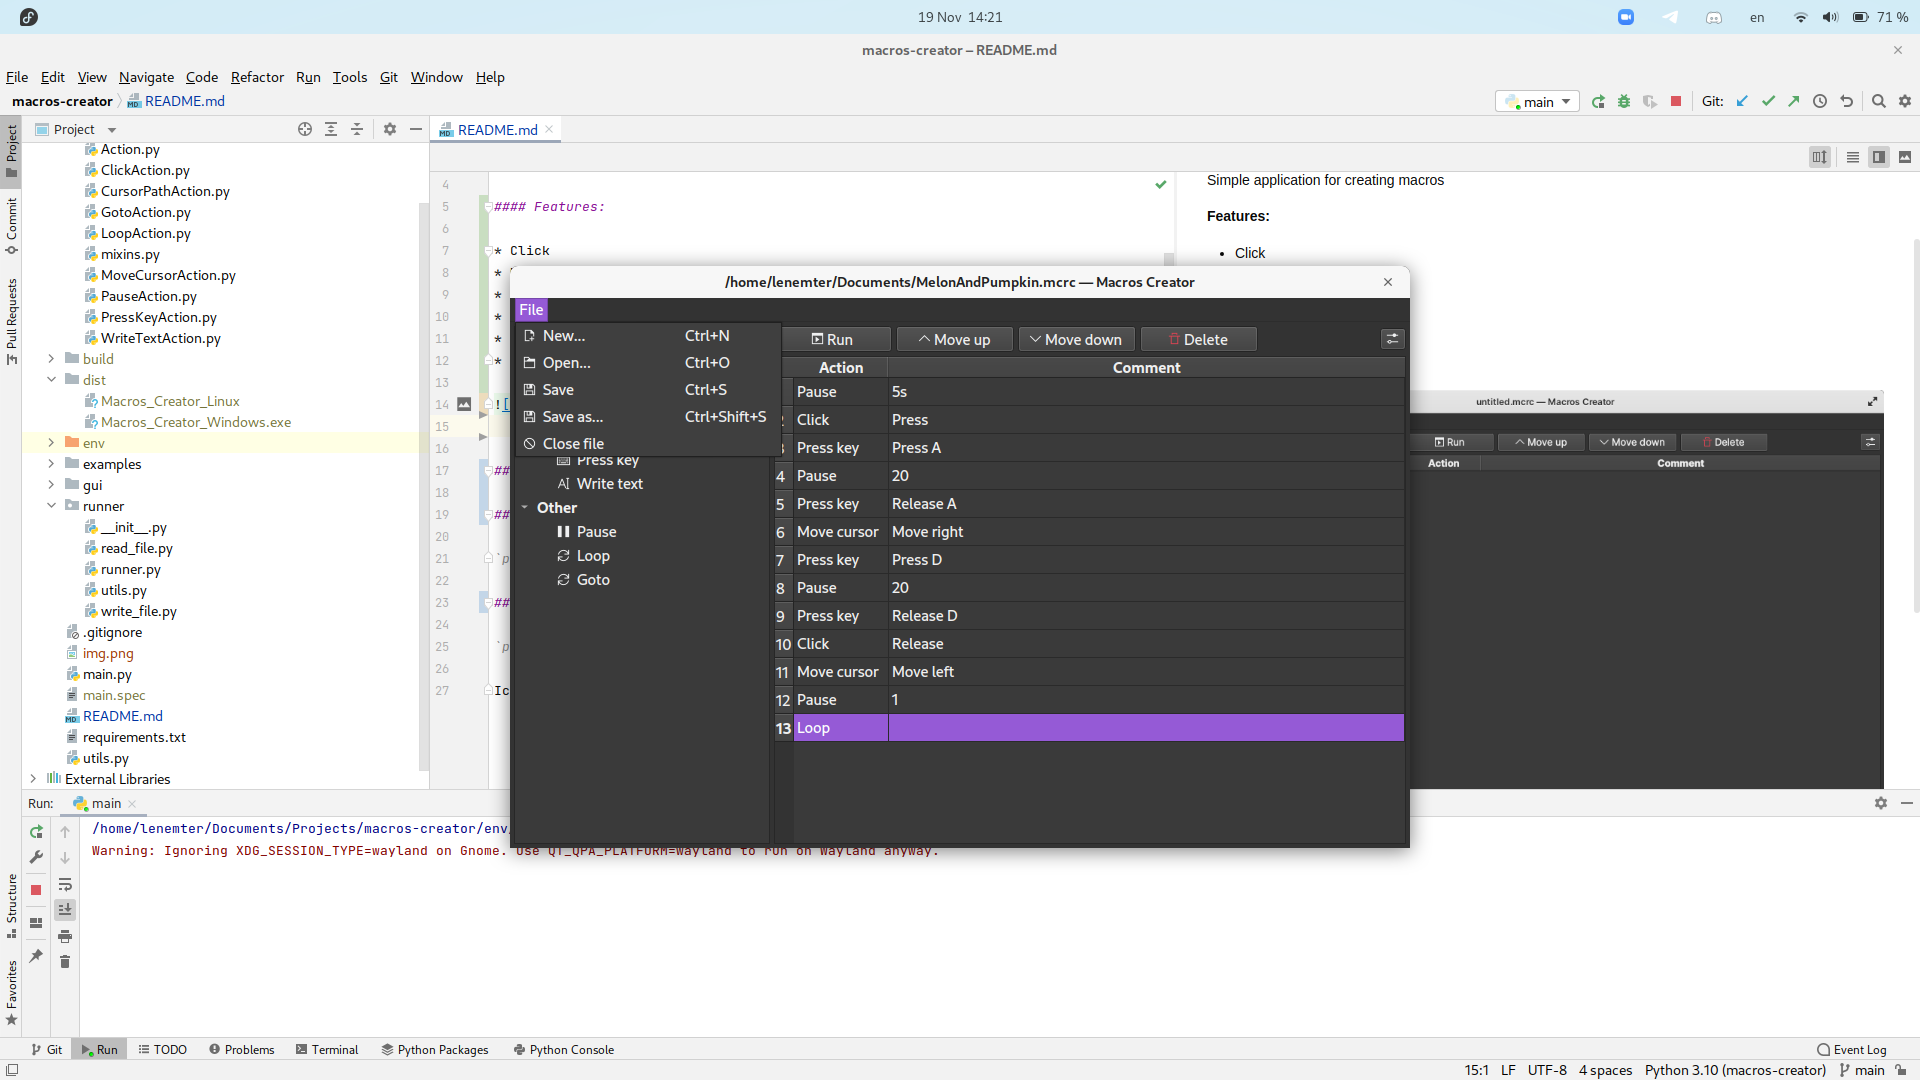 19 Nov 14:21
en
71 %
macros-creator – README.md
File Edit View Navigate Code Refactor Run Tools Git Window Help
macros-creator README.md
main
Git:
Project
README.md
Project
Commit
Pull Requests
Structure
Favorites
Action.py
ClickAction.py
CursorPathAction.py
GotoAction.py
LoopAction.py
mixins.py
MoveCursorAction.py
PauseAction.py
PressKeyAction.py
WriteTextAction.py
build
dist
Macros_Creator_Linux
Macros_Creator_Windows.exe
env
examples
gui
runner
__init__.py
read_file.py
runner.py
utils.py
write_file.py
.gitignore
img.png
main.py
main.spec
README.md
requirements.txt
utils.py
External Libraries
4
5 #### Features:
6
7 * Click
8 *
9 *
10 *
11 *
12 *
13
14 ![
15
16
17 ##
18
19 ##
20
21 `p
22
23 ##
24
25 `p
26
27 Ic
Simple application for creating macros
Features:
• Click
/home/lenemter/Documents/MelonAndPumpkin.mcrc — Macros Creator
File
New... Ctrl+N
Open... Ctrl+O
Save Ctrl+S
Save as... Ctrl+Shift+S
Close file
Press key
Write text
Other
Pause
Loop
Goto
Run Move up Move down Delete
Action Comment
Pause 5s
Click Press
Press key Press A
4 Pause 20
5 Press key Release A
6 Move cursor Move right
7 Press key Press D
8 Pause 20
9 Press key Release D
10 Click Release
11 Move cursor Move left
12 Pause 1
13 Loop
untitled.mcrc — Macros Creator
Run Move up Move down Delete
Action Comment
Run: main
/home/lenemter/Documents/Projects/macros-creator/env
Warning: Ignoring XDG_SESSION_TYPE=wayland on Gnome. Use QT_QPA_PLATFORM=wayland to run on Wayland anyway.
Git Run TODO Problems Terminal Python Packages Python Console Event Log
15:1 LF UTF-8 4 spaces Python 3.10 (macros-creator) main